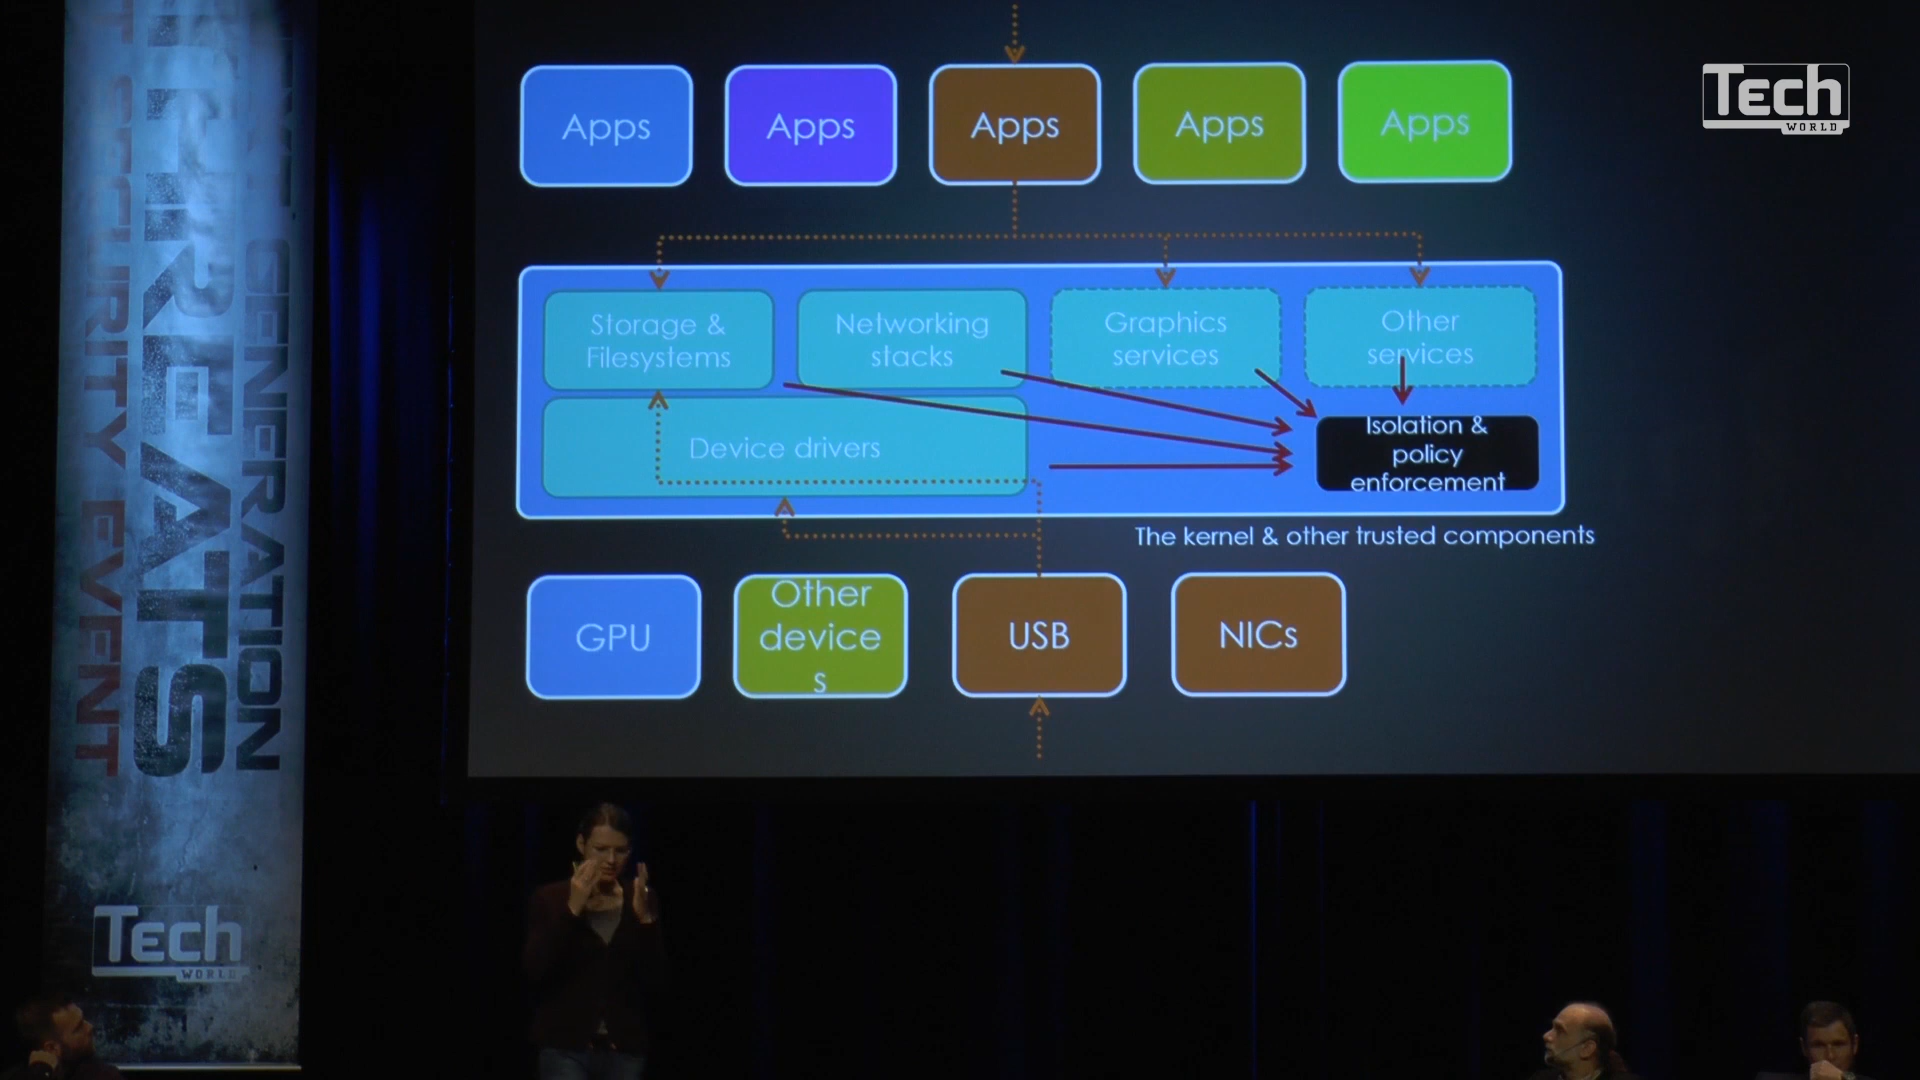 THREATS
SECURITY EVENT
GENERATION
Tech
WORLD
Apps
Apps
Apps
Apps
Apps
Tech
WORLD
Storage &
Filesystems
Networking
stacks
Graphics
services
Other
services
Device drivers
Isolation &
policy
enforcement
The kernel & other trusted components
GPU
Other
device
s
USB
NICs